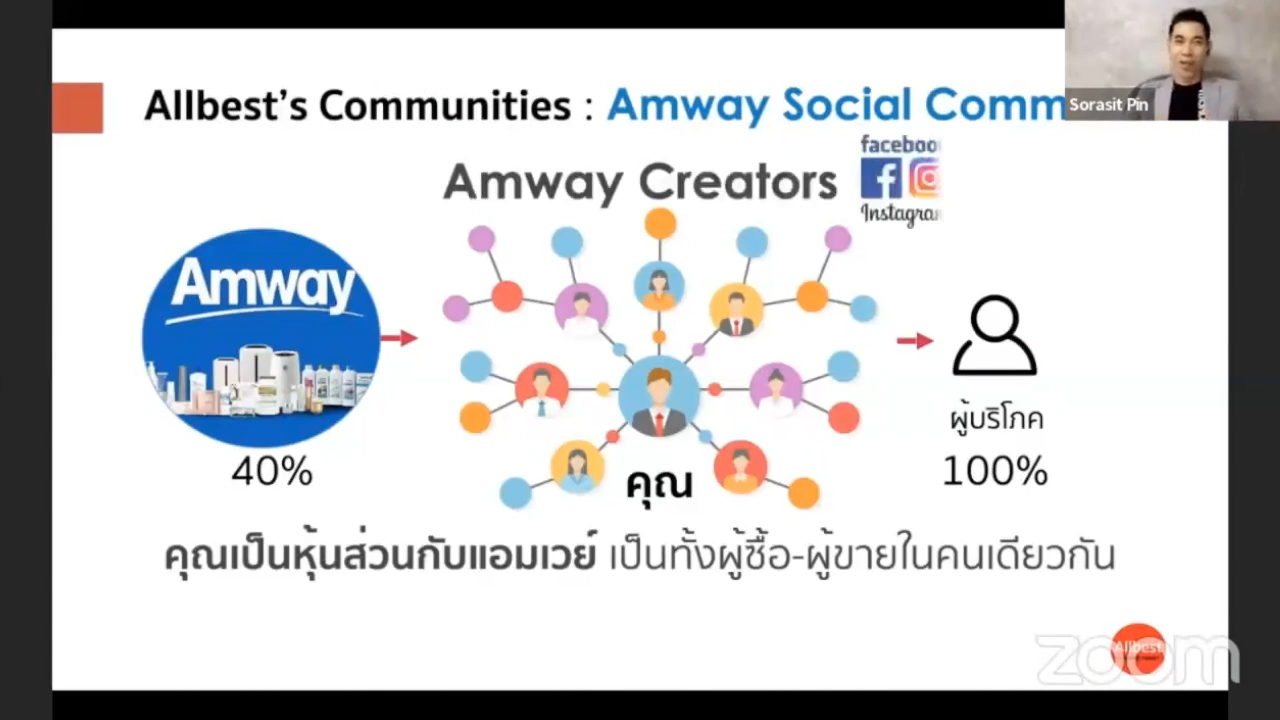 Allbest's Communities : Amway Social Comm
Sorasit Pin
Amway Creators
faceboo
Instagra
Amway
40%
คุณ
ผู้บริโภค
100%
คุณเป็นหุ้นส่วนกับแอมเวย์ เป็นทั้งผู้ซื้อ-ผู้ขายในคนเดียวกัน
Allbest
zoom